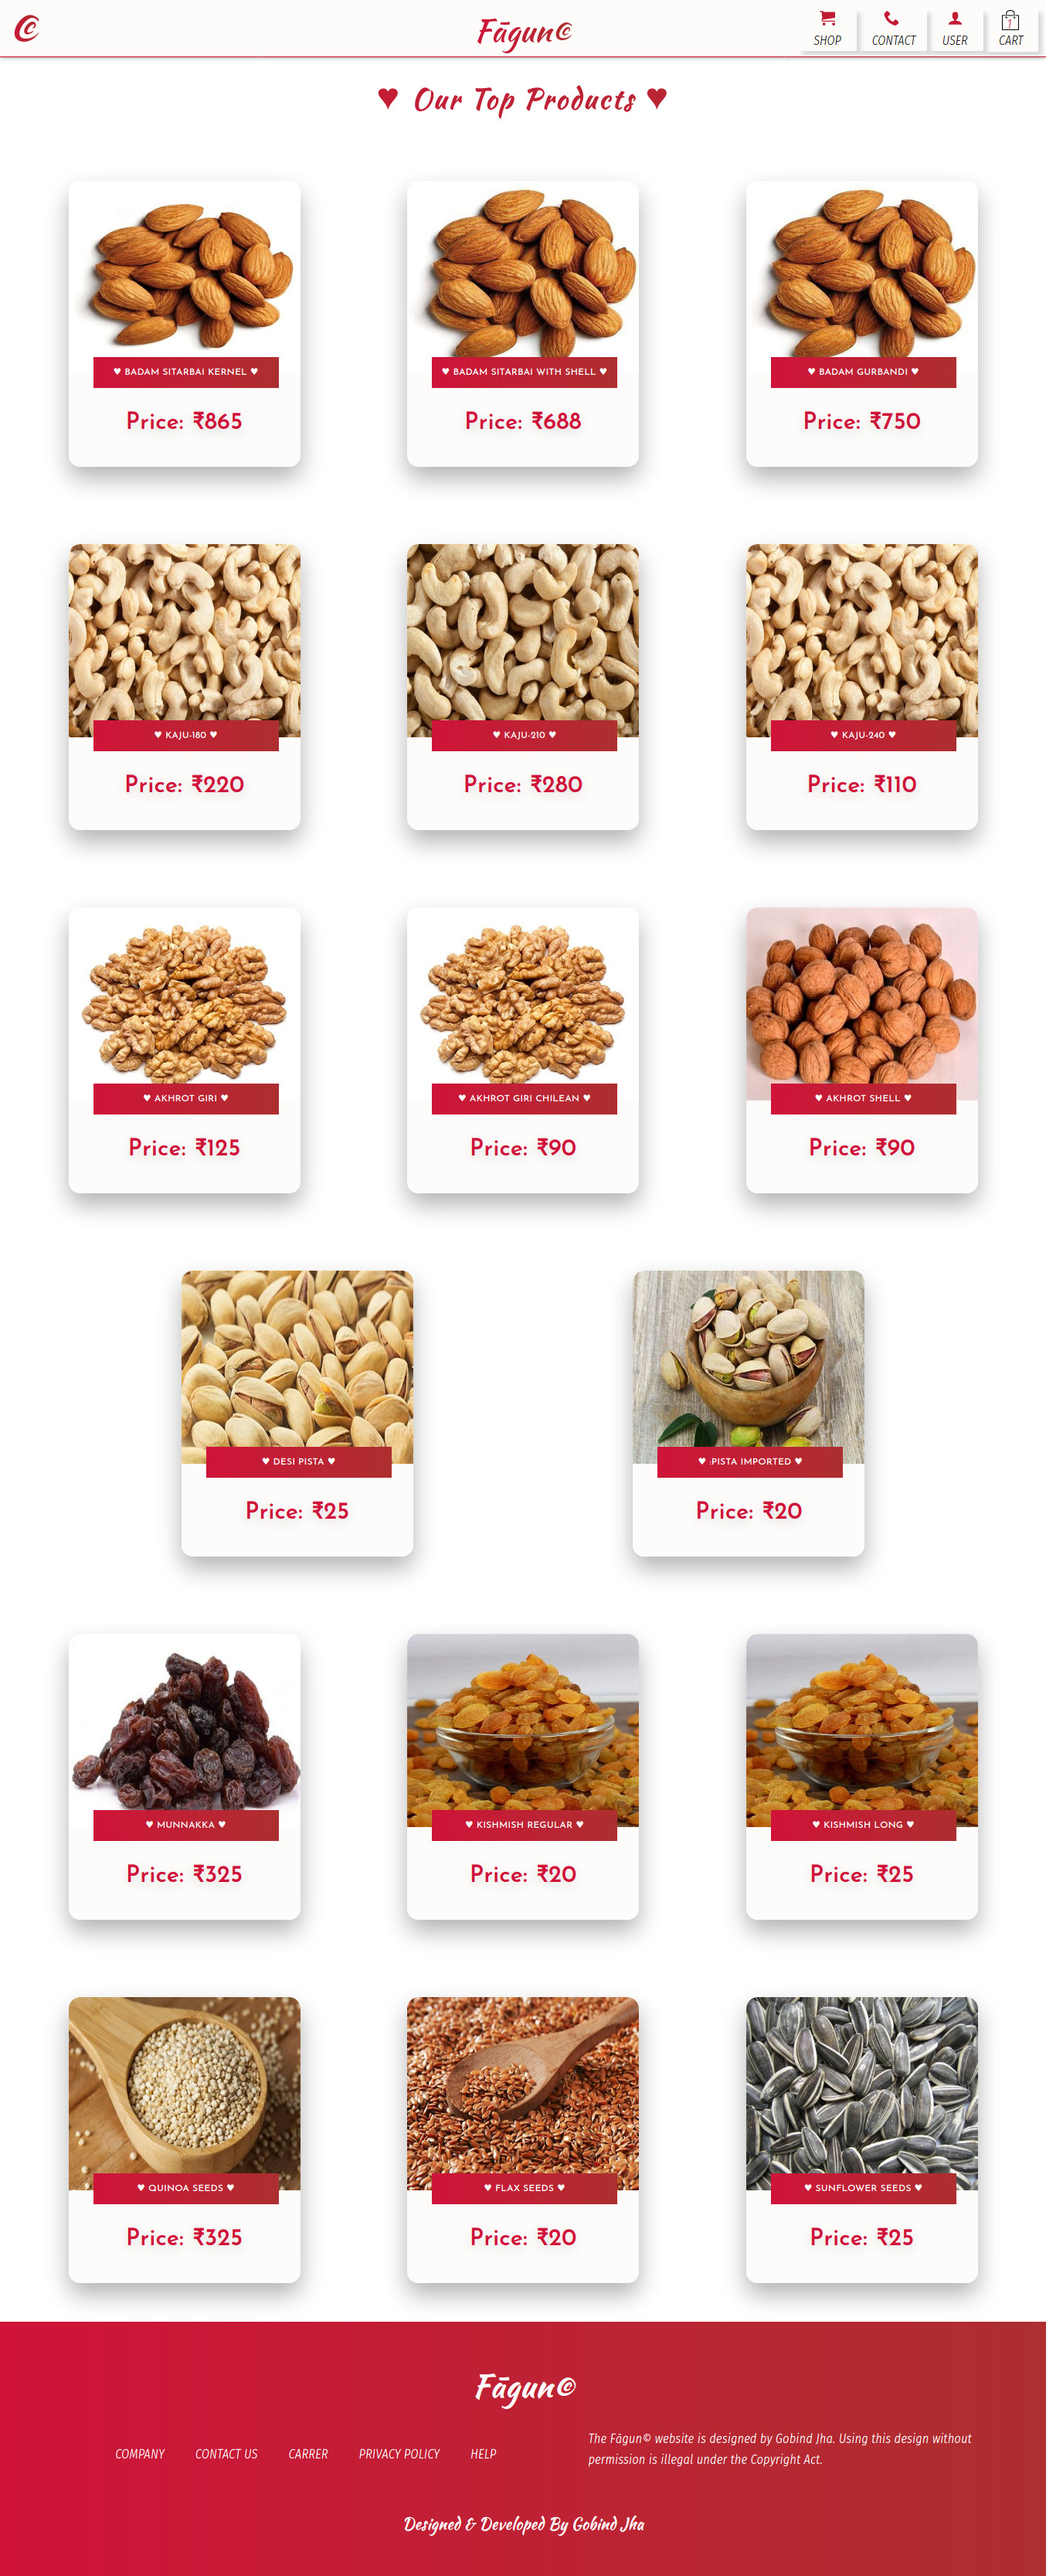 Fāgun©
SHOP
CONTACT
USER
1
CART
♥ Our Top Products ♥
♥ BADAM SITARBAI KERNEL ♥
Price: ₹865
♥ BADAM SITARBAI WITH SHELL ♥
Price: ₹688
♥ BADAM GURBANDI ♥
Price: ₹750
♥ KAJU-180 ♥
Price: ₹220
♥ KAJU-210 ♥
Price: ₹280
♥ KAJU-240 ♥
Price: ₹110
♥ AKHROT GIRI ♥
Price: ₹125
♥ AKHROT GIRI CHILEAN ♥
Price: ₹90
♥ AKHROT SHELL ♥
Price: ₹90
♥ DESI PISTA ♥
Price: ₹25
♥ :PISTA IMPORTED ♥
Price: ₹20
♥ MUNNAKKA ♥
Price: ₹325
♥ KISHMISH REGULAR ♥
Price: ₹20
♥ KISHMISH LONG ♥
Price: ₹25
♥ QUINOA SEEDS ♥
Price: ₹325
♥ FLAX SEEDS ♥
Price: ₹20
♥ SUNFLOWER SEEDS ♥
Price: ₹25
Fāgun©
COMPANY CONTACT US CARRER PRIVACY POLICY HELP
The Fāgun© website is designed by Gobind Jha. Using this design without
permission is illegal under the Copyright Act.
Designed & Developed By Gobind Jha